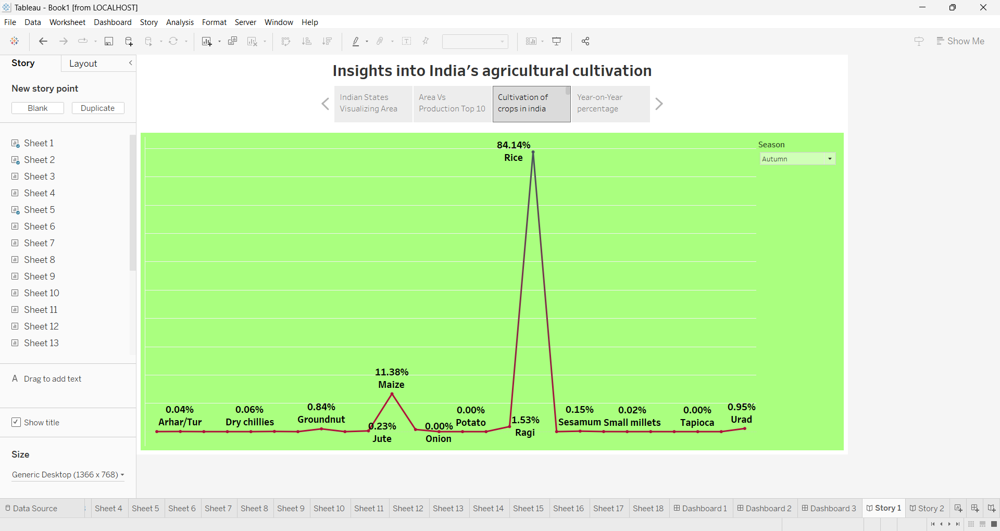 Tableau - Book1 [from LOCALHOST]
File Data Worksheet Dashboard Story Analysis Format Server Window Help
Show Me
Story
Layout
New story point
Blank
Duplicate
Sheet 1
Sheet 2
Sheet 3
Sheet 4
Sheet 5
Sheet 6
Sheet 7
Sheet 8
Sheet 9
Sheet 10
Sheet 11
Sheet 12
Sheet 13
A Drag to add text
Show title
Size
Generic Desktop (1366 x 768)
Insights into India's agricultural cultivation
Indian States
Visualizing Area
Area Vs
Production Top 10
Cultivation of
crops in india
Year-on-Year
percentage
Season
Autumn
84.14%
Rice
11.38%
Maize
0.04%
Arhar/Tur
0.06%
Dry chillies
0.84%
Groundnut
0.23%
Jute
0.00%
Onion
0.00%
Potato
1.53%
Ragi
0.15%
Sesamum
0.02%
Small millets
0.00%
Tapioca
0.95%
Urad
Data Source Sheet 4 Sheet 5 Sheet 6 Sheet 7 Sheet 8 Sheet 9 Sheet 10 Sheet 11 Sheet 12 Sheet 13 Sheet 14 Sheet 15 Sheet 16 Sheet 17 Sheet 18 Dashboard 1 Dashboard 2 Dashboard 3 Story 1 Story 2